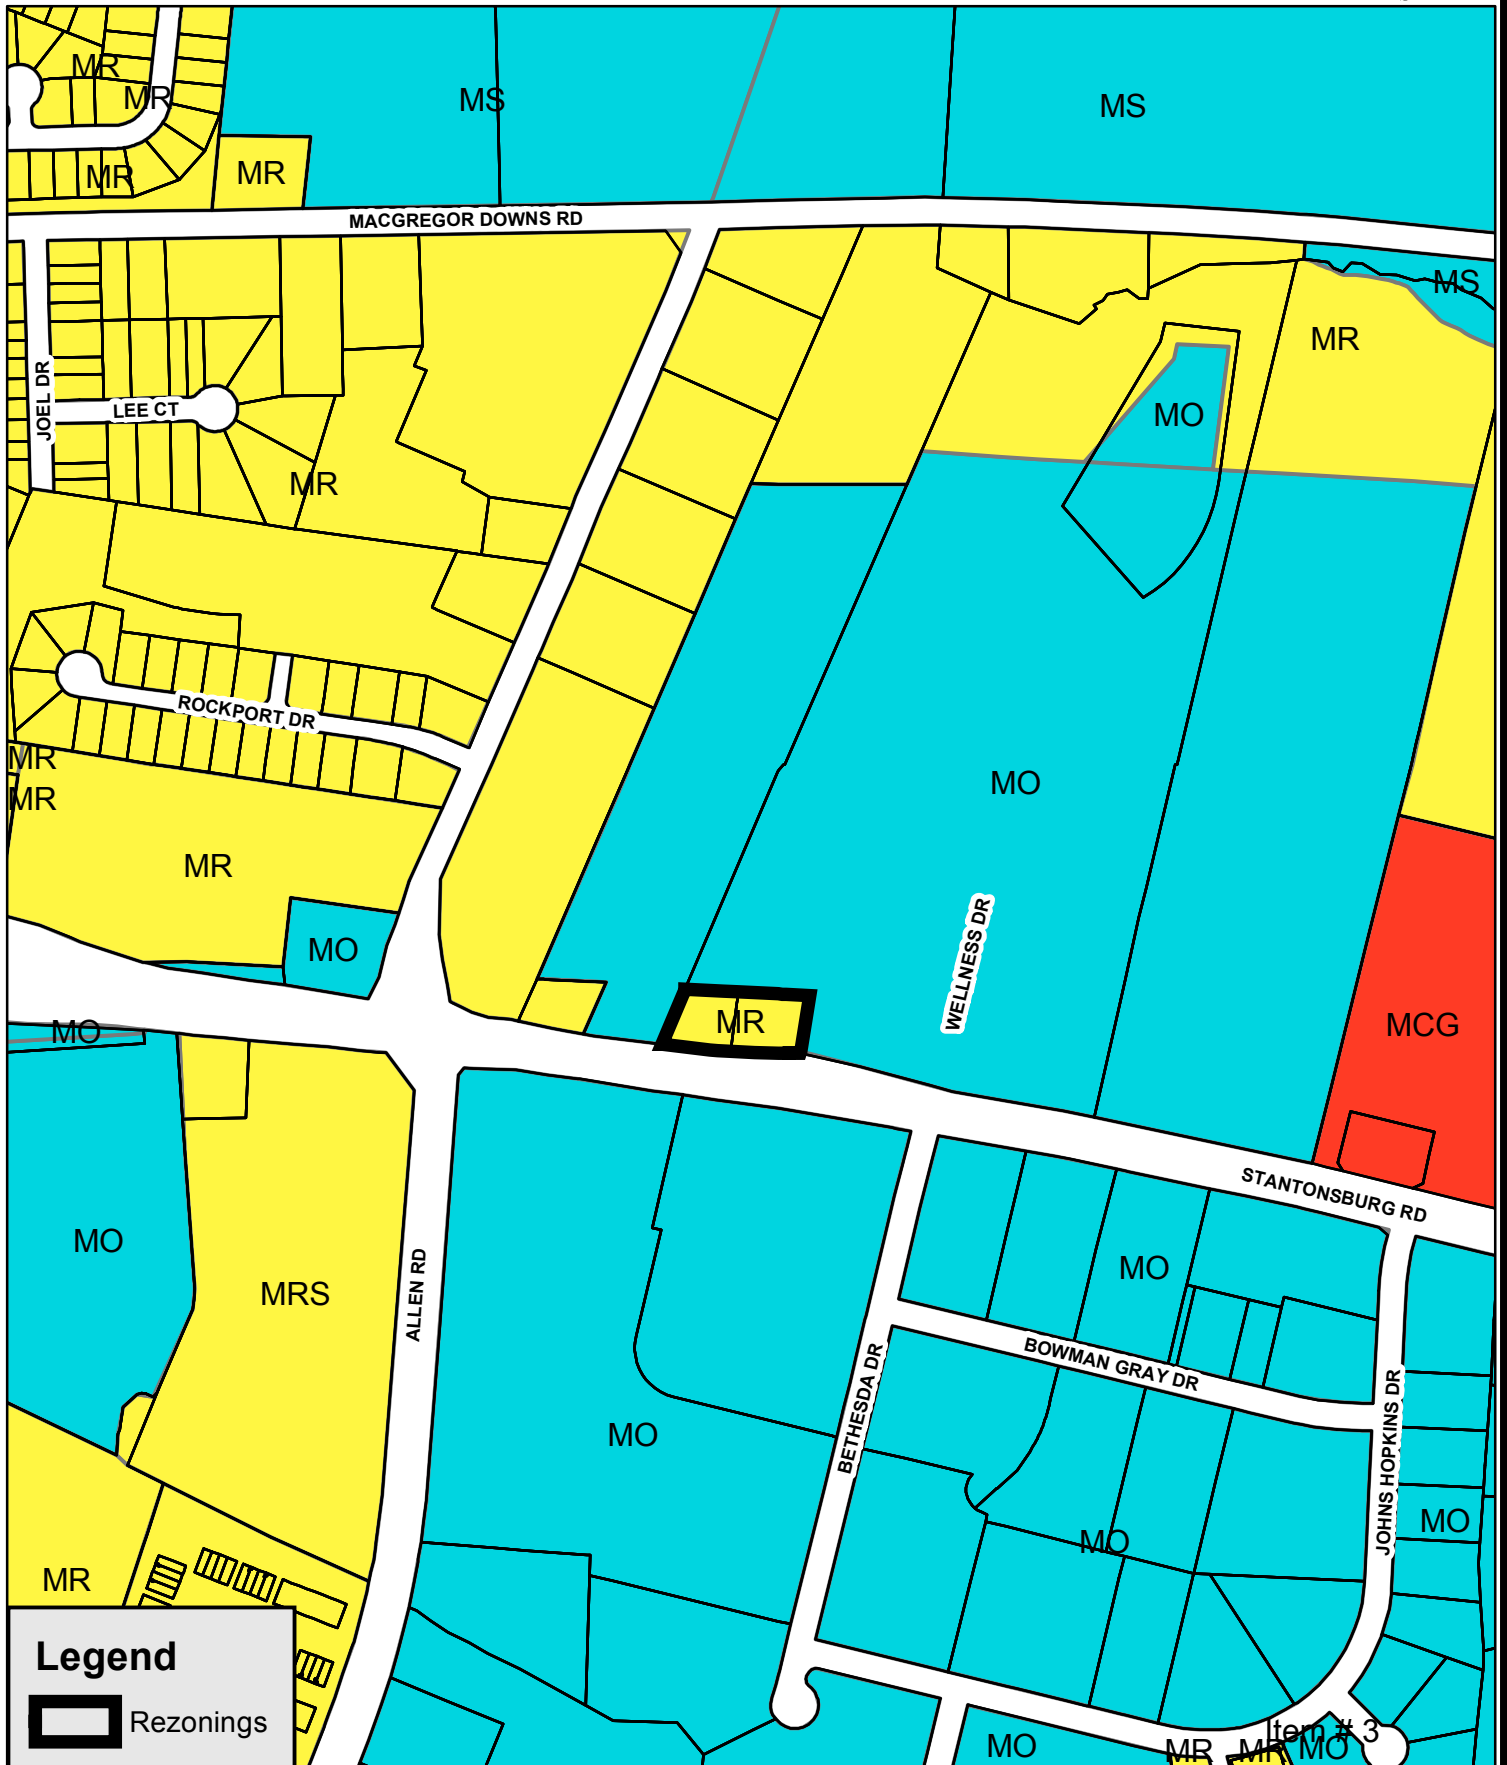 MR
MR
MS
MS
MR
MR
MACGREGOR DOWNS RD
MS
MR
JOEL DR
LEE CT
MO
MR
ROCKPORT DR
MR
MR
MO
MR
MO
WELLNESS DR
MR
MO
MCG
STANTONSBURG RD
MO
MO
MRS
ALLEN RD
BOWMAN GRAY DR
BETHESDA DR
JOHNS HOPKINS DR
MO
MO
MO
MR
Legend
Rezonings
Item # 3
MO
MR
MR
MO